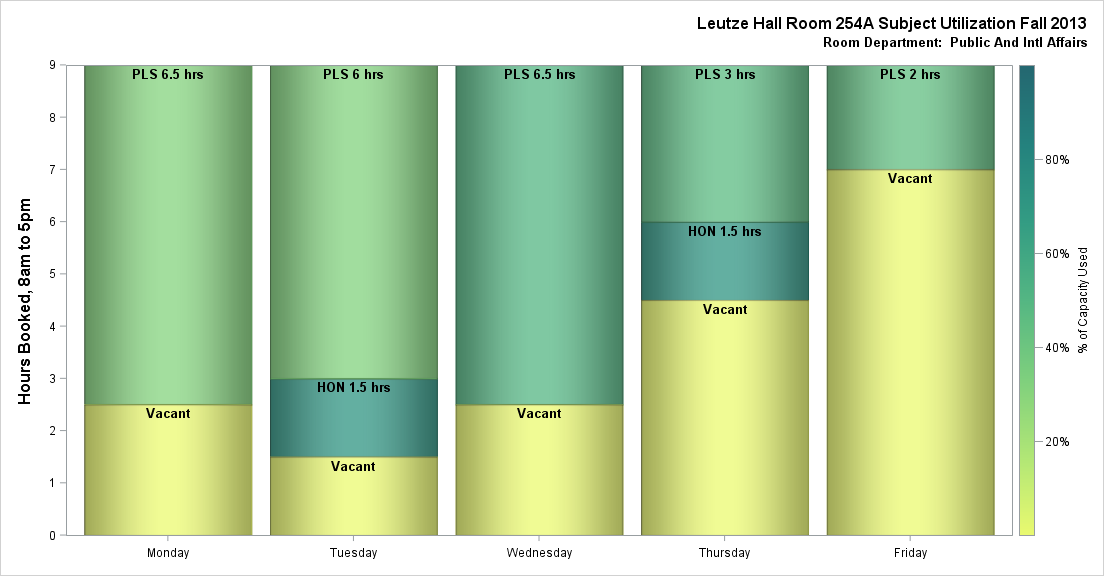 Leutze Hall Room 254A Subject Utilization Fall 2013
Room Department: Public And Intl Affairs
Hours Booked, 8am to 5pm
9
8
7
6
5
4
3
2
1
0
PLS 6.5 hrs
Vacant
PLS 6 hrs
HON 1.5 hrs
Vacant
PLS 6.5 hrs
Vacant
PLS 3 hrs
HON 1.5 hrs
Vacant
PLS 2 hrs
Vacant
Monday
Tuesday
Wednesday
Thursday
Friday
80%
60%
40%
20%
% of Capacity Used